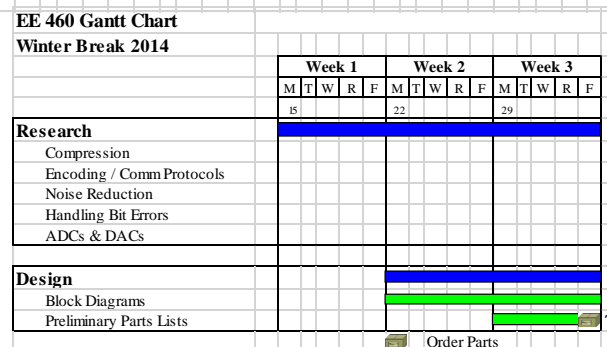 EE 460 Gantt Chart
Winter Break 2014
Week 1 Week 2 Week 3
M T W R F M T W R F M T W R F
15 22 29
Research
Compression
Encoding / Comm Protocols
Noise Reduction
Handling Bit Errors
ADCs & DACs
Design
Block Diagrams
Preliminary Parts Lists
Order Parts